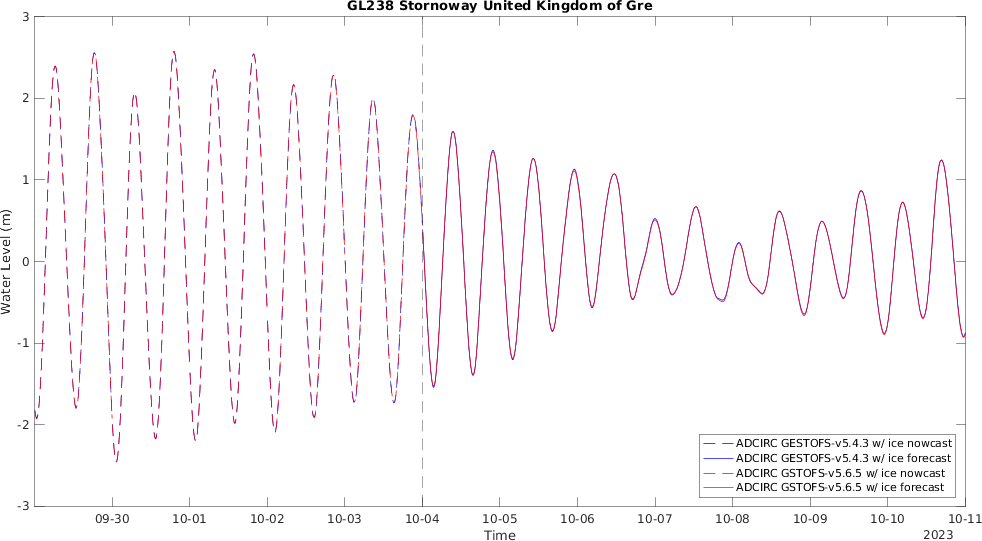 GL238 Stornoway United Kingdom of Gre
Water Level (m)
3
2
1
0
-1
-2
-3
ADCIRC GESTOFS-v5.4.3 w/ ice nowcast
ADCIRC GESTOFS-v5.4.3 w/ ice forecast
ADCIRC GSTOFS-v5.6.5 w/ ice nowcast
ADCIRC GSTOFS-v5.6.5 w/ ice forecast
09-30 10-01 10-02 10-03 10-04 10-05 10-06 10-07 10-08 10-09 10-10 10-11
Time
2023